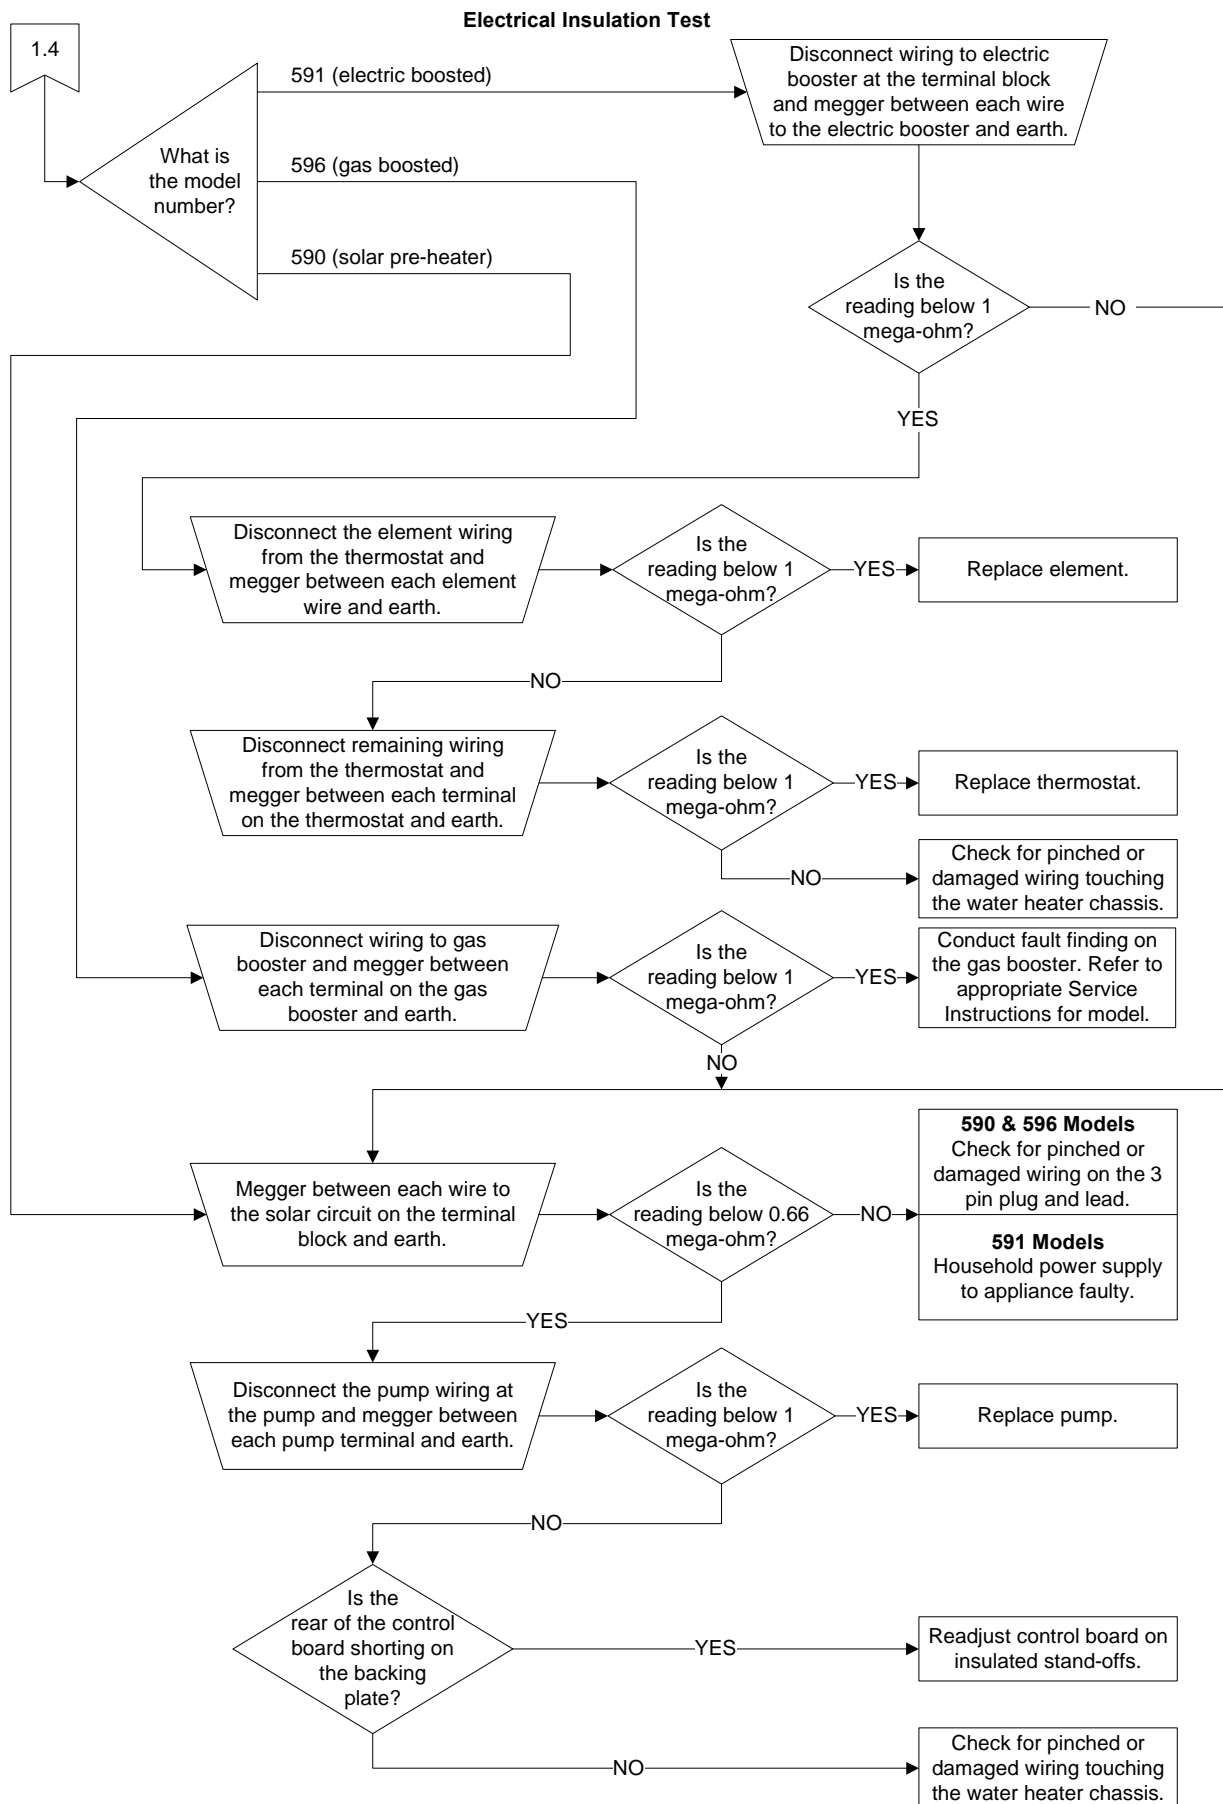 Electrical Insulation Test
1.4
What is
the model
number?
591 (electric boosted)
596 (gas boosted)
590 (solar pre-heater)
Disconnect wiring to electric
booster at the terminal block
and megger between each wire
to the electric booster and earth.
Is the
reading below 1
mega-ohm?
NO
YES
Disconnect the element wiring
from the thermostat and
megger between each element
wire and earth.
Is the
reading below 1
mega-ohm?
YES
Replace element.
NO
Disconnect remaining wiring
from the thermostat and
megger between each terminal
on the thermostat and earth.
Is the
reading below 1
mega-ohm?
YES
Replace thermostat.
NO
Check for pinched or
damaged wiring touching
the water heater chassis.
Disconnect wiring to gas
booster and megger between
each terminal on the gas
booster and earth.
Is the
reading below 1
mega-ohm?
YES
Conduct fault finding on
the gas booster. Refer to
appropriate Service
Instructions for model.
NO
Megger between each wire to
the solar circuit on the terminal
block and earth.
Is the
reading below 0.66
mega-ohm?
NO
590 & 596 Models
Check for pinched or
damaged wiring on the 3
pin plug and lead.
591 Models
Household power supply
to appliance faulty.
YES
Disconnect the pump wiring at
the pump and megger between
each pump terminal and earth.
Is the
reading below 1
mega-ohm?
YES
Replace pump.
NO
Is the
rear of the control
board shorting on
the backing
plate?
YES
Readjust control board on
insulated stand-offs.
NO
Check for pinched or
damaged wiring touching
the water heater chassis.